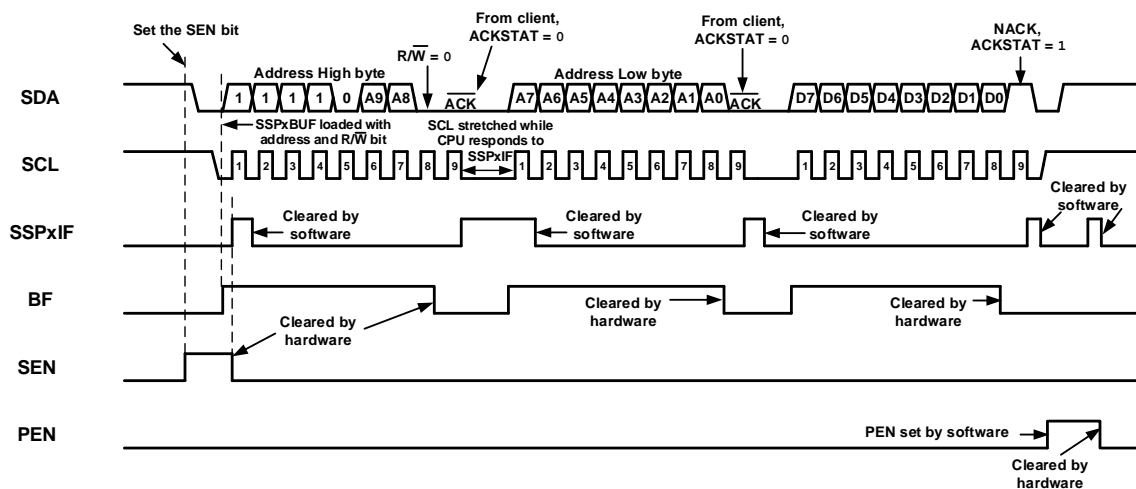 Set the SEN bit
From client,
ACKSTAT = 0
R/W = 0
From client,
ACKSTAT = 0
NACK,
ACKSTAT = 1
Address High byte
Address Low byte
SDA
1 1 1 1 0 A9 A8
ACK
A7 A6 A5 A4 A3 A2 A1 A0
ACK
D7 D6 D5 D4 D3 D2 D1 D0
SSPxBUF loaded with
address and R/W bit
SCL stretched while
CPU responds to
SSPxIF
SCL
1 2 3 4 5 6 7 8 9
1 2 3 4 5 6 7 8 9
1 2 3 4 5 6 7 8 9
SSPxIF
Cleared by
software
Cleared by
software
Cleared by
software
Cleared by
software
BF
Cleared by
hardware
Cleared by
hardware
Cleared by
hardware
SEN
PEN
PEN set by software
Cleared by
hardware